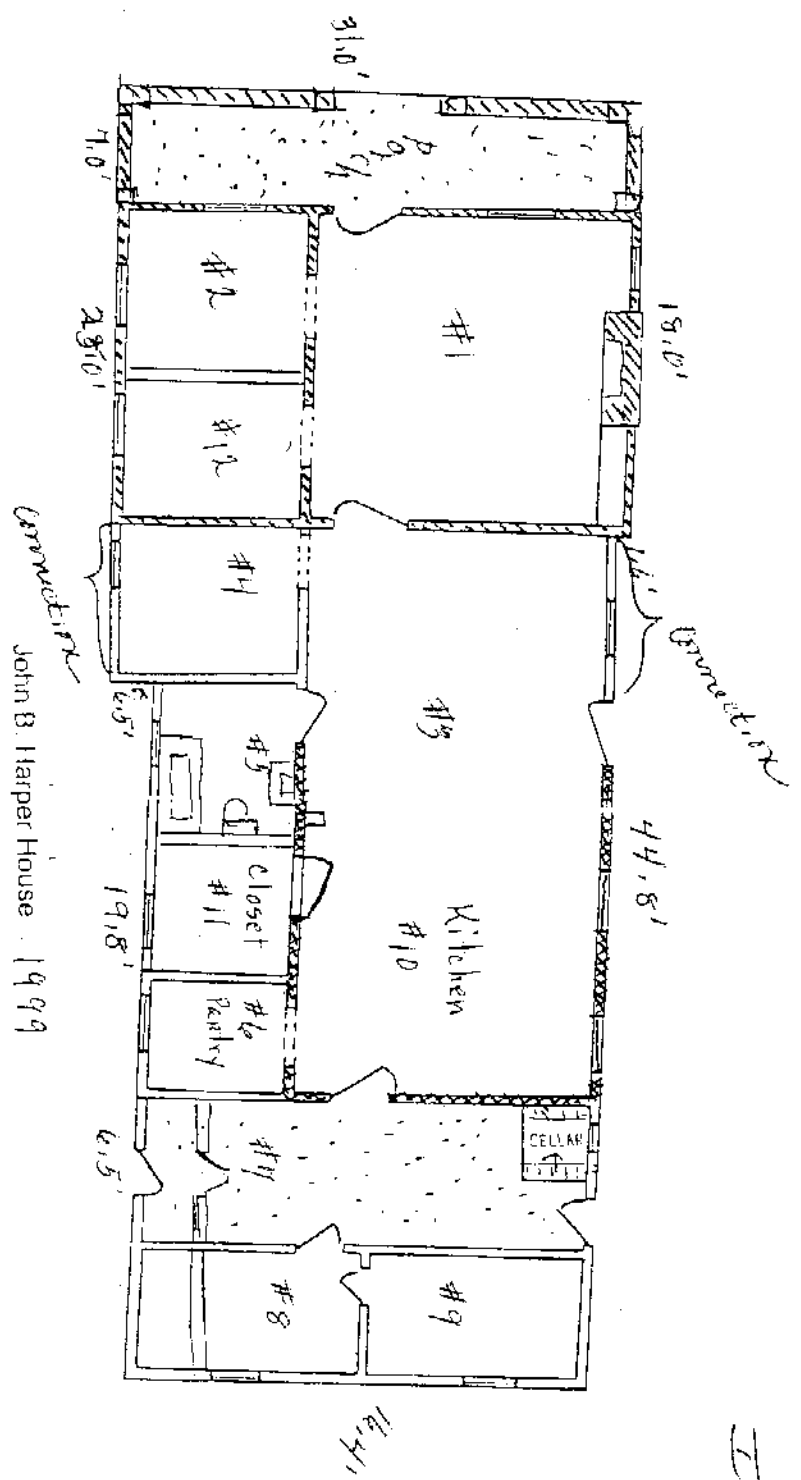 31.0'
Porch
7.0'
#2
#1
18.0'
28.0'
#12
#4
connection
connection
#3
44.8'
6.5'
#5
Closet
#11
19.8'
Kitchen
#10
#6
Pantry
#7
CELLAR
6.5'
#8
#9
16.4'
John B. Harper House 1999
I